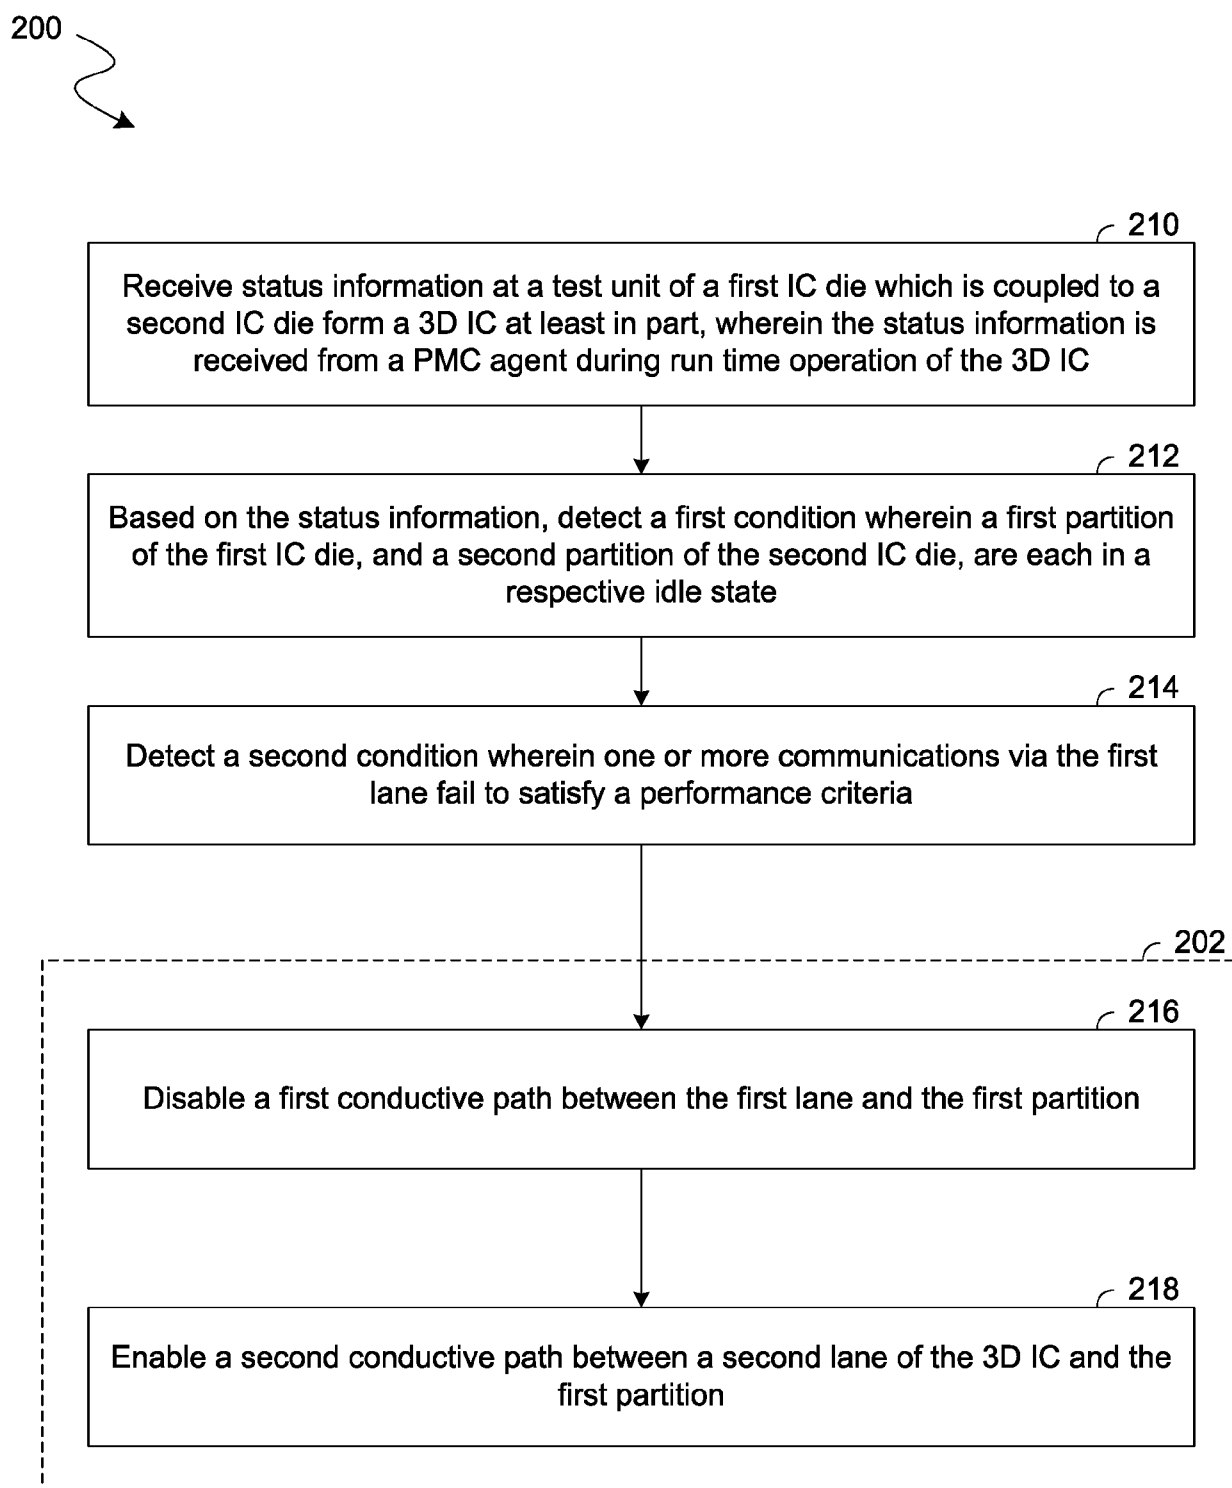 200
210
Receive status information at a test unit of a first IC die which is coupled to a
second IC die form a 3D IC at least in part, wherein the status information is
received from a PMC agent during run time operation of the 3D IC
212
Based on the status information, detect a first condition wherein a first partition
of the first IC die, and a second partition of the second IC die, are each in a
respective idle state
214
Detect a second condition wherein one or more communications via the first
lane fail to satisfy a performance criteria
202
216
Disable a first conductive path between the first lane and the first partition
218
Enable a second conductive path between a second lane of the 3D IC and the
first partition